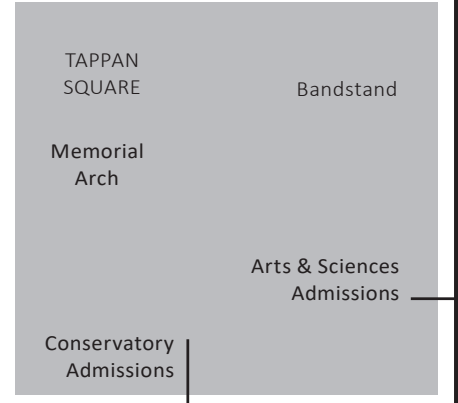 TAPPAN
SQUARE
Bandstand
Memorial
Arch
Arts & Sciences
Admissions
Conservatory
Admissions